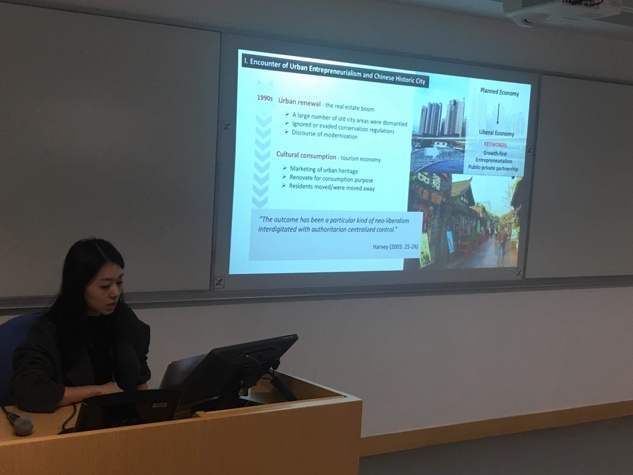 I. Encounter of Urban Entrepreneurialism and Chinese Historic City
1990s Urban renewal - the real estate boom
A large number of old city areas were dismantled
Ignored or evaded conservation regulations
Discourse of modernization.
Cultural consumption - tourism economy
Marketing of urban heritage
Renovate for consumption purpose
Residents moved/were moved away
"The outcome has been a particular kind of neo-liberalism
interdigitated with authoritarian centralized control."
Harvey (2005: 25-26)
Planned Economy
Liberal Economy
KEYWORDS:
Growth-first
Entrepreneurialism
Public-private partnership